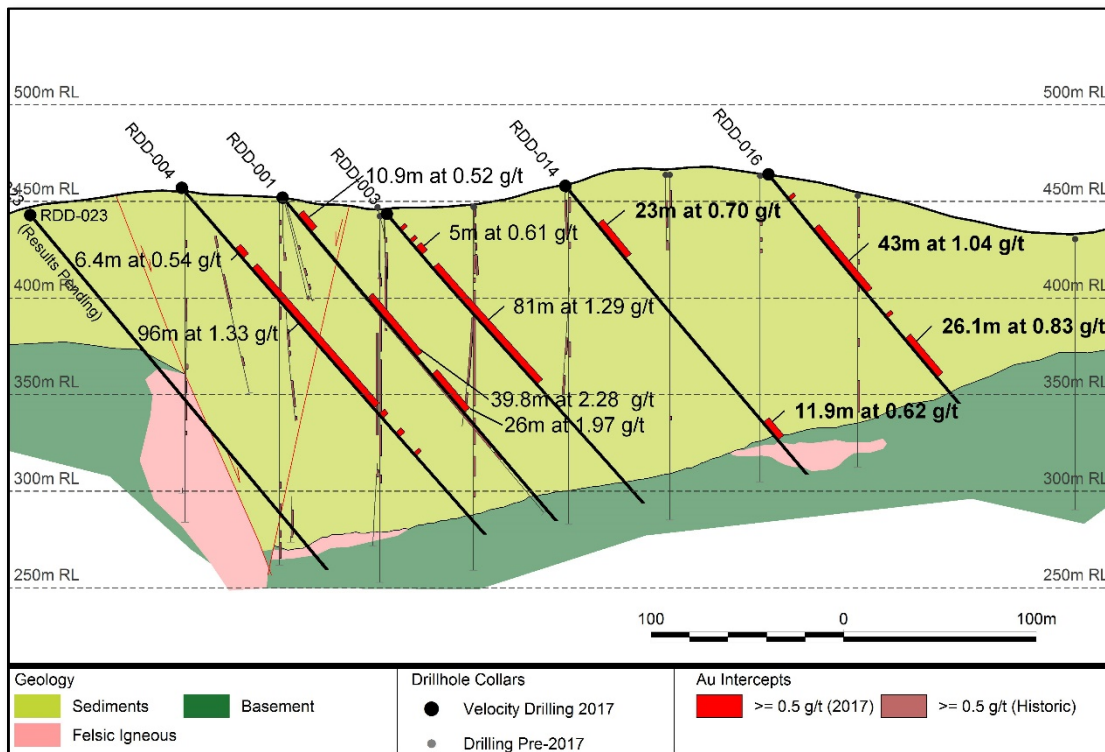 500m RL
500m RL
RDD-004
RDD-001
RDD-003
RDD-014
RDD-016
10.9m at 0.52 g/t
450m RL
450m RL
23
RDD-023
(Results Pending)
5m at 0.61 g/t
23m at 0.70 g/t
43m at 1.04 g/t
6.4m at 0.54 g/t
400m RL
400m RL
96m at 1.33 g/t
81m at 1.29 g/t
26.1m at 0.83 g/t
350m RL
350m RL
39.8m at 2.28 g/t
26m at 1.97 g/t
11.9m at 0.62 g/t
300m RL
300m RL
250m RL
250m RL
100 0 100m
Geology
Sediments
Basement
Felsic Igneous
Drillhole Collars
Velocity Drilling 2017
Drilling Pre-2017
Au Intercepts
>= 0.5 g/t (2017)
>= 0.5 g/t (Historic)